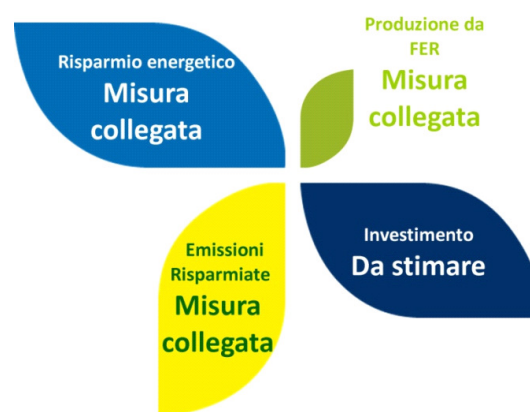 Risparmio energetico
Misura
collegata
Produzione da
FER
Misura
collegata
Emissioni
Risparmiate
Misura
collegata
Investimento
Da stimare